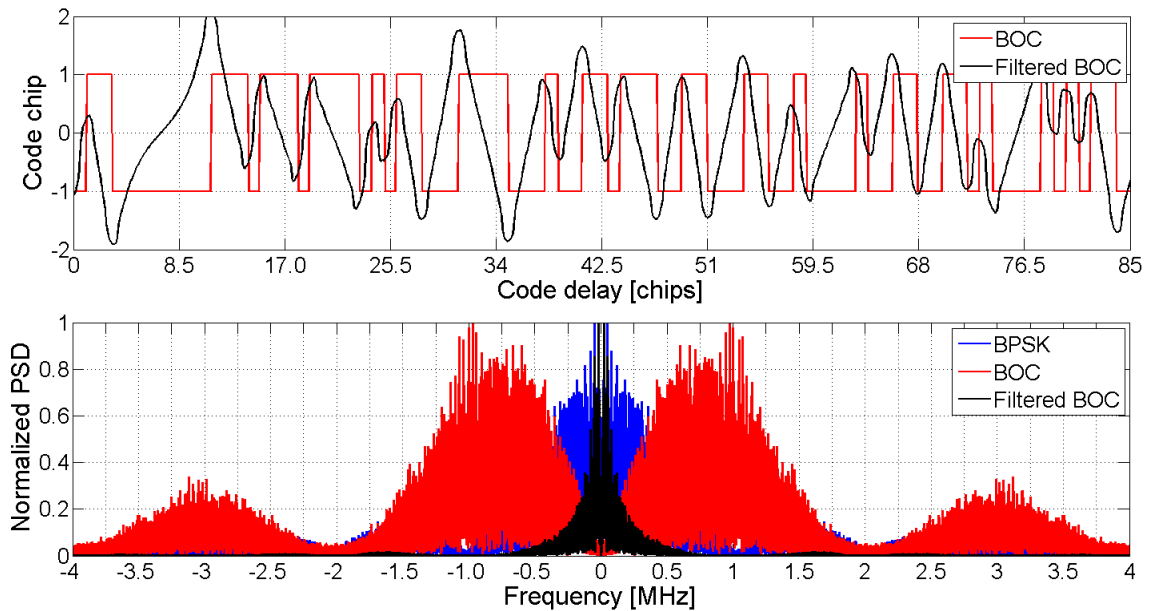 2
1
0
-1
-2
Code chip
BOC
Filtered BOC
0 8.5 17.0 25.5 34 42.5 51 59.5 68 76.5 85
Code delay [chips]
1
0.8
0.6
0.4
0.2
0
Normalized PSD
BPSK
BOC
Filtered BOC
-4 -3.5 -3 -2.5 -2 -1.5 -1.0 -0.5 0 0.5 1.0 1.5 2 2.5 3 3.5 4
Frequency [MHz]